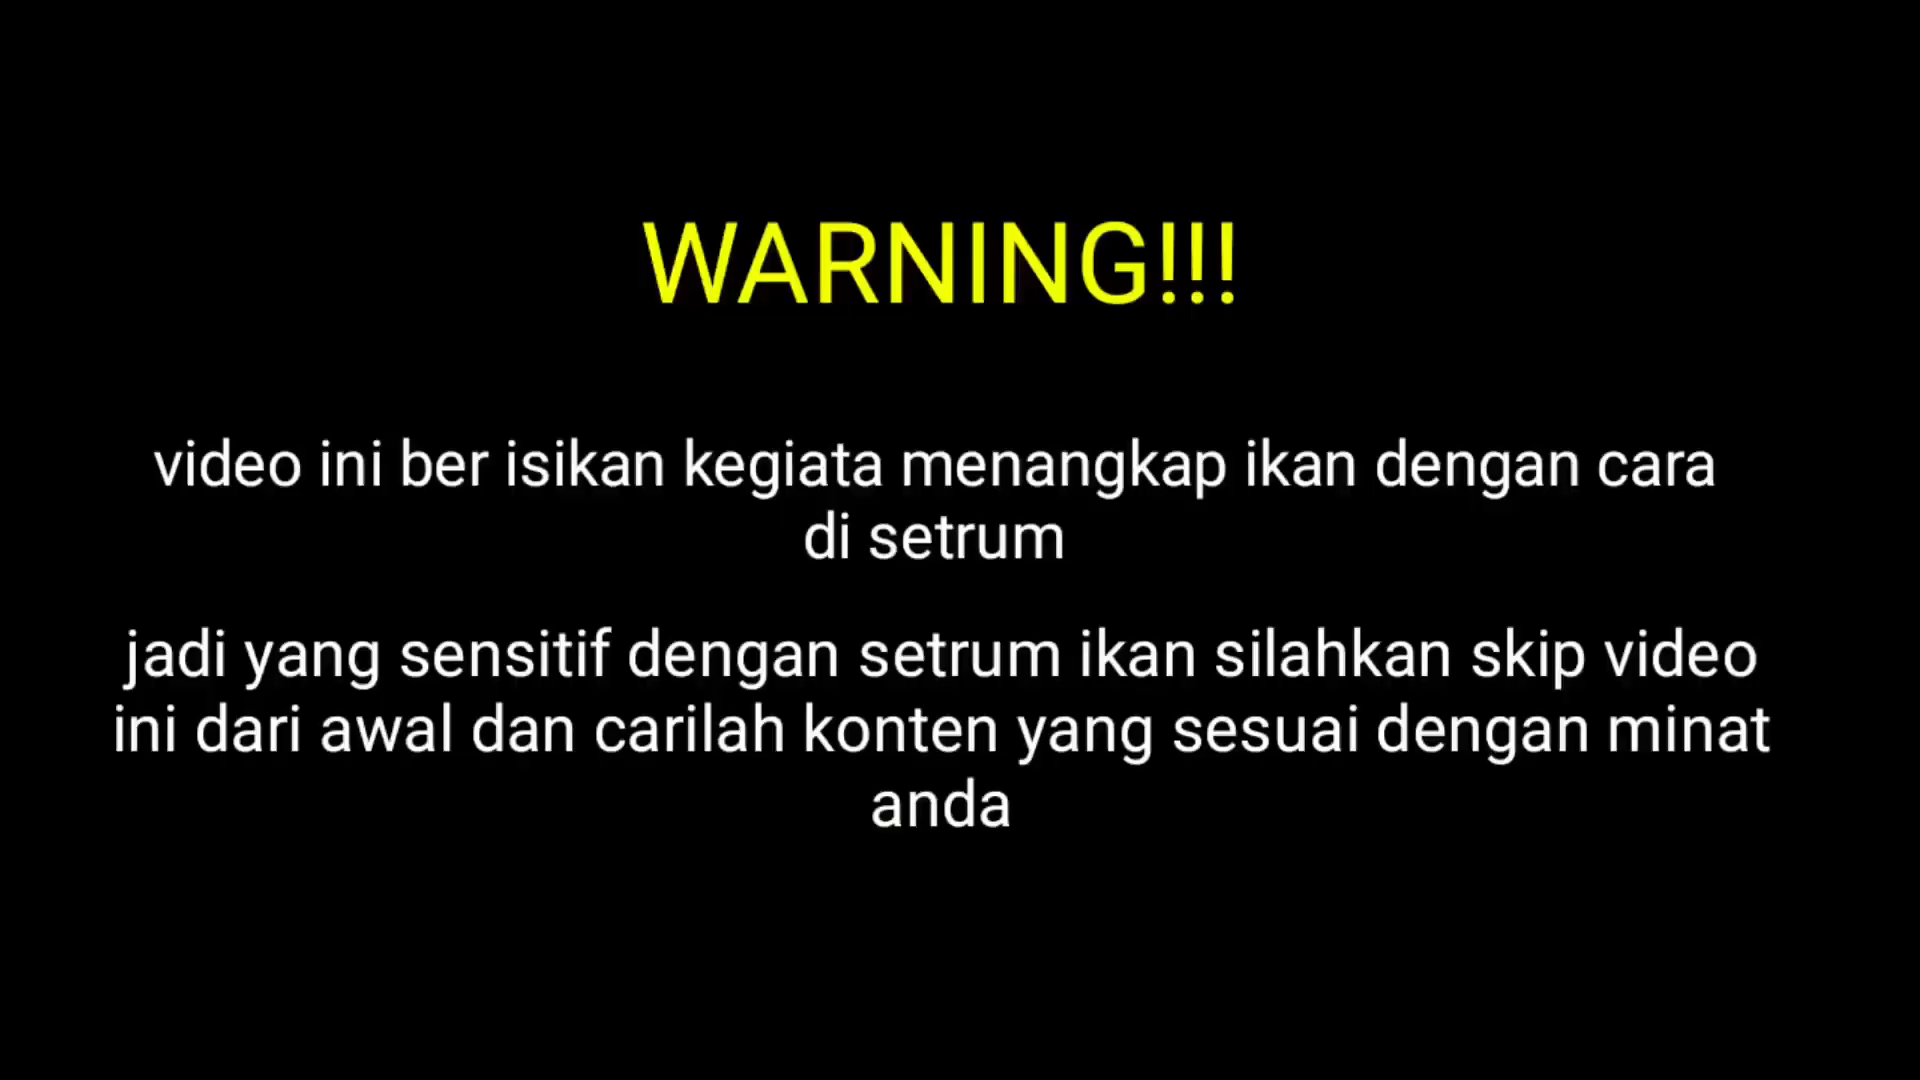 WARNING!!!
video ini ber isikan kegiata menangkap ikan dengan cara
di setrum
jadi yang sensitif dengan setrum ikan silahkan skip video
ini dari awal dan carilah konten yang sesuai dengan minat
anda